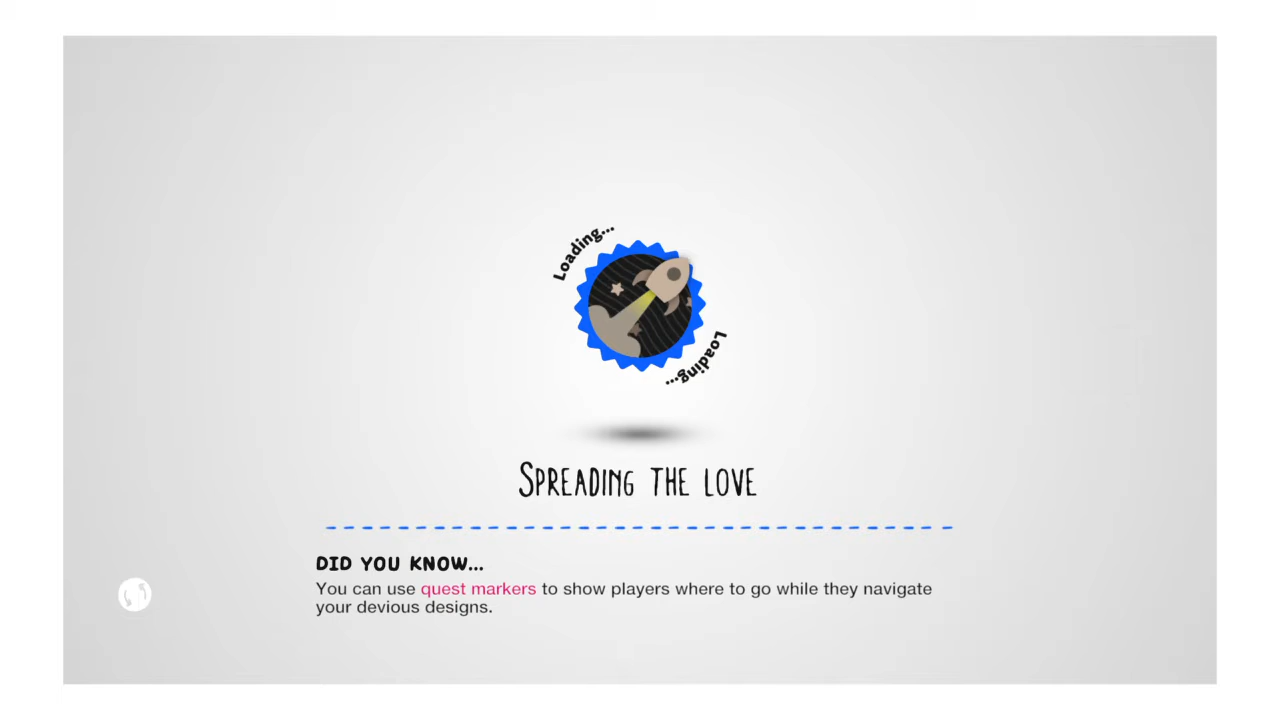 Loading...
Loading...
Spreading the love
DID YOU KNOW...
You can use quest markers to show players where to go while they navigate
your devious designs.